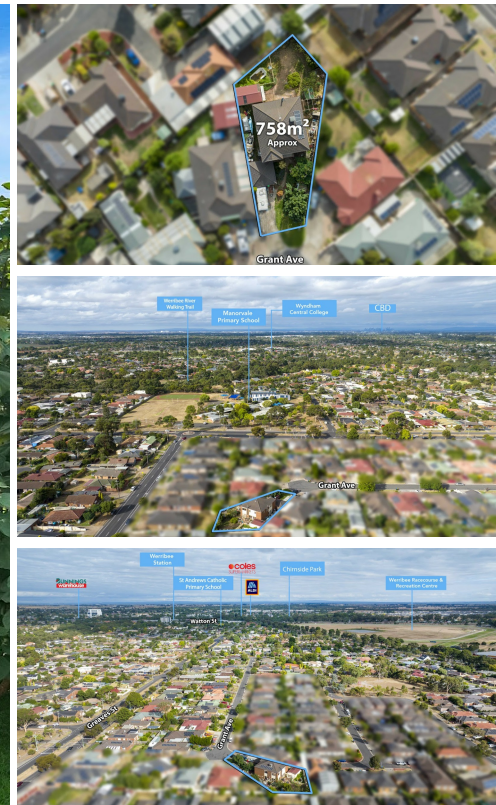 758m²
Approx
Grant Ave
Werribee River
Walking Trail
Manorvale
Primary School
Wyndham
Central College
CBD
Grant Ave
BUNNINGS
warehouse
Werribee
Station
St Andrews Catholic
Primary School
coles
ALDI
Chirnside Park
Werribee Racecourse &
Recreation Centre
Watton St
Greaves St
Grant Ave